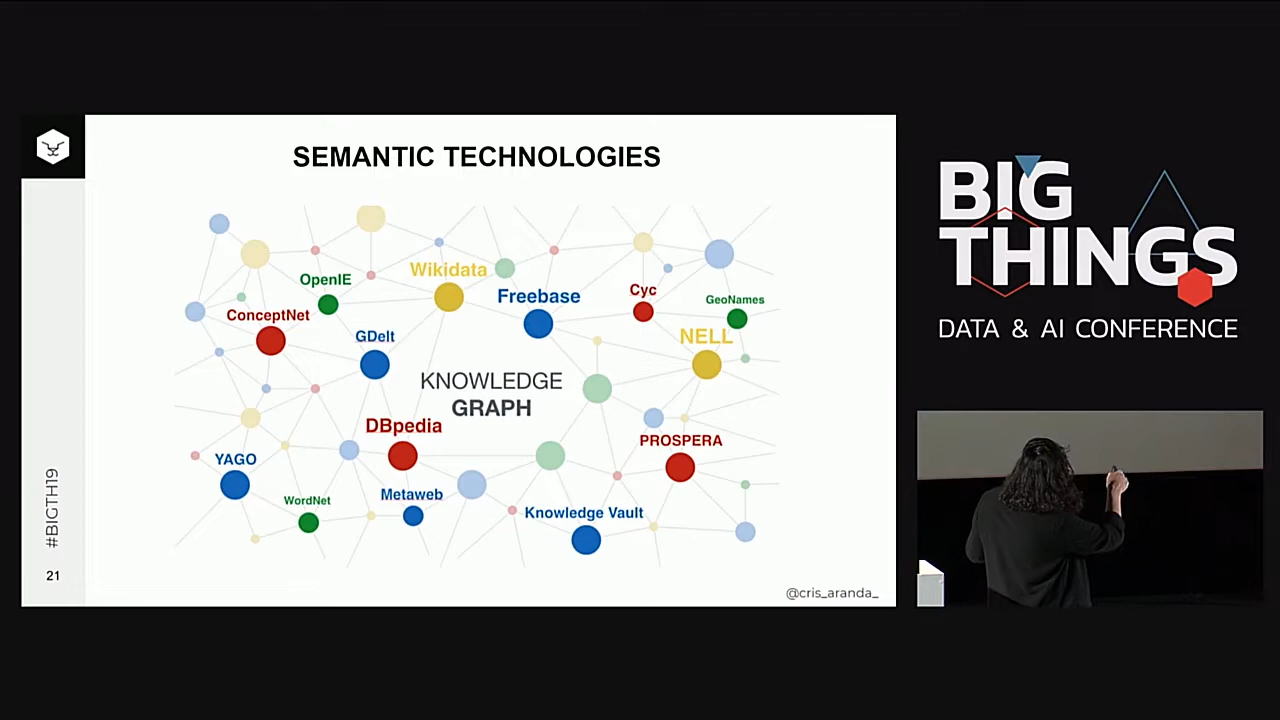 SEMANTIC TECHNOLOGIES
OpenIE
Wikidata
Freebase
Cyc
GeoNames
ConceptNet
GDelt
NELL
KNOWLEDGE
GRAPH
DBpedia
PROSPERA
YAGO
WordNet
Metaweb
Knowledge Vault
#BIGTH19
21
@cris_aranda_
BIG
THINGS
DATA & AI CONFERENCE